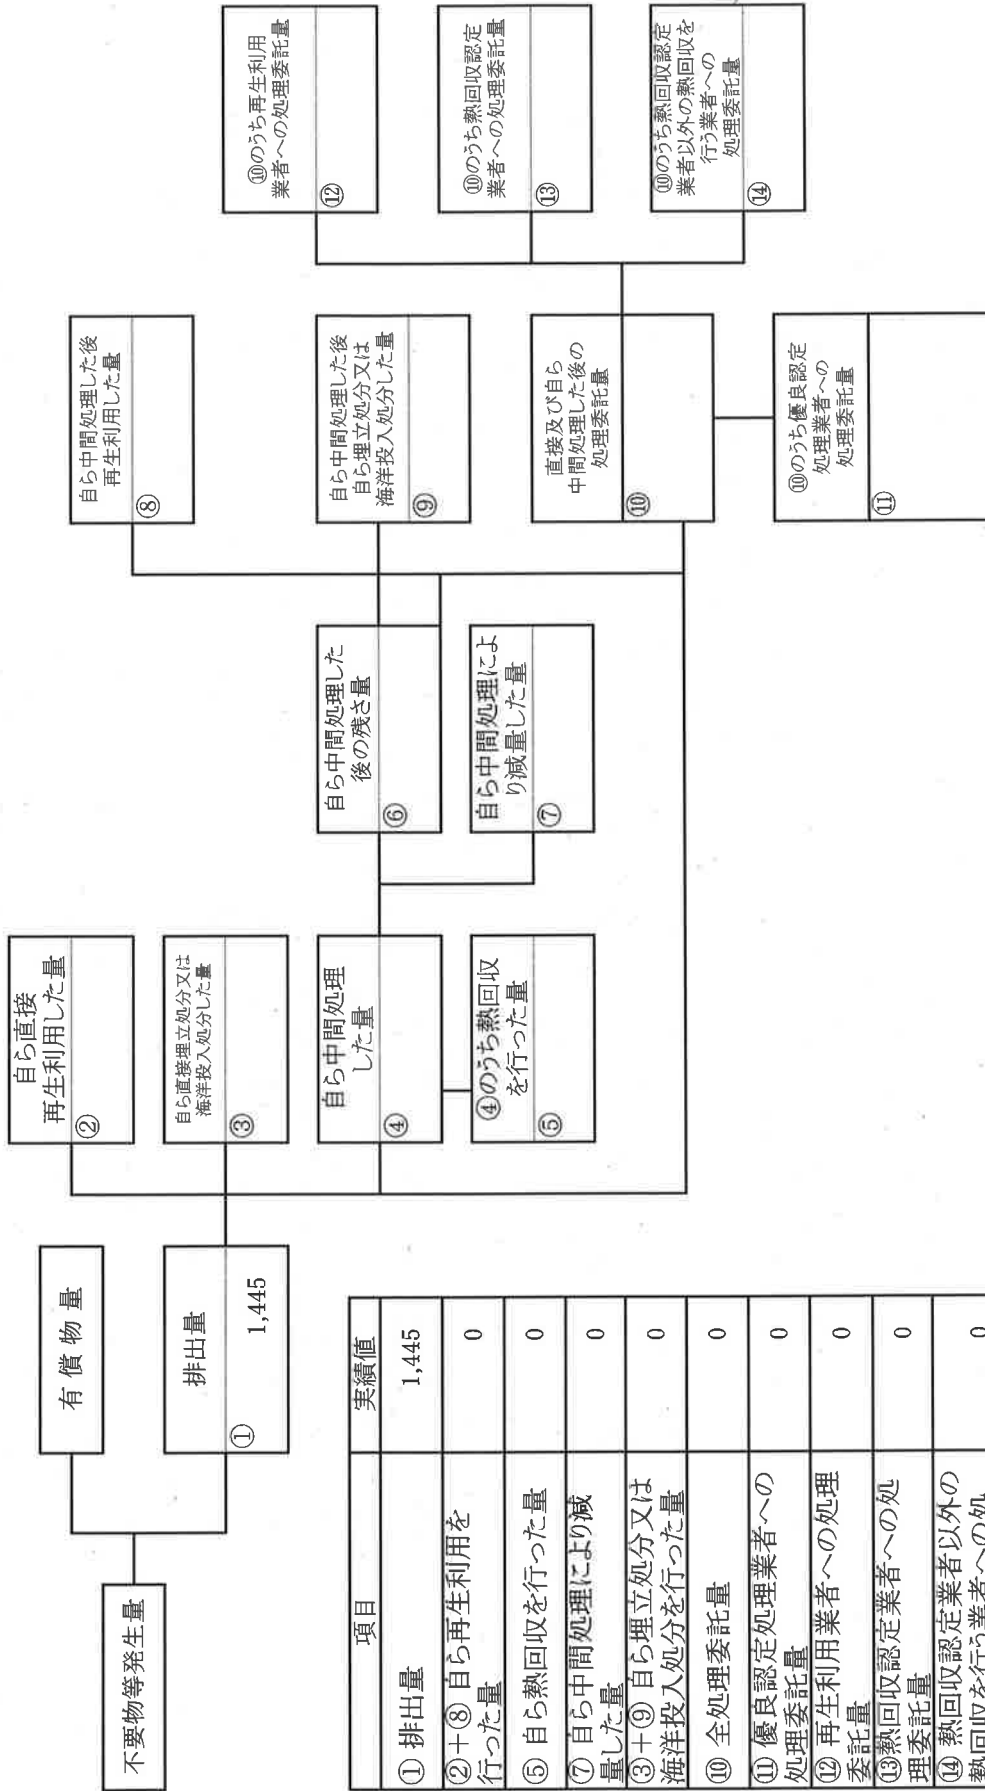 不要物等発生量
有償物量
排出量
①
1,445
自ら直接
再生利用した量
②
自ら直接埋立処分又は
海洋投入処分した量
③
自ら中間処理
した量
④
④のうち熱回収
を行った量
⑤
自ら中間処理した
後の残さ量
⑥
自ら中間処理によ
り減量した量
⑦
自ら中間処理した後
再生利用した量
⑧
自ら中間処理した後
自ら埋立処分又は
海洋投入処分した量
⑨
直接及び自ら
中間処理した後の
処理委託量
⑩
⑩のうち優良認定
処理業者への
処理委託量
⑪
⑩のうち再生利用
業者への処理委託量
⑫
⑩のうち熱回収認定
業者への処理委託量
⑬
⑩のうち熱回収認定
業者以外の熱回収を
行う業者への
処理委託量
⑭
項目 実績値
① 排出量 1,445
②+⑧ 自ら再生利用を
行った量 0
⑤ 自ら熱回収を行った量 0
⑦ 自ら中間処理により減
量した量 0
③+⑨ 自ら埋立処分又は
海洋投入処分を行った量 0
⑩ 全処理委託量 0
⑪ 優良認定処理業者への
処理委託量 0
⑫ 再生利用業者への処理
委託量 0
⑬熱回収認定業者への処
理委託量 0
⑭ 熱回収認定業者以外の
熱回収を行う業者への処 0